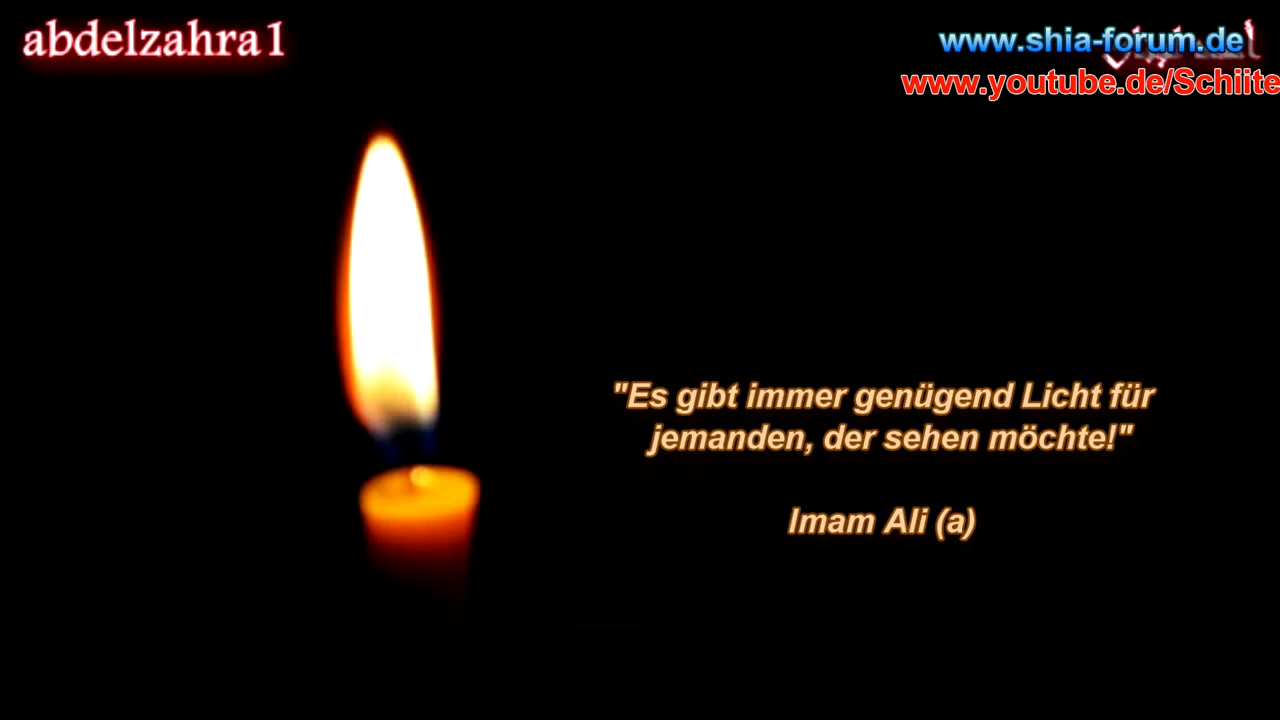 abdelzahra1
www.shia-forum.de
www.youtube.de/Schiite
"Es gibt immer genügend Licht für
jemanden, der sehen möchte!"
Imam Ali (a)